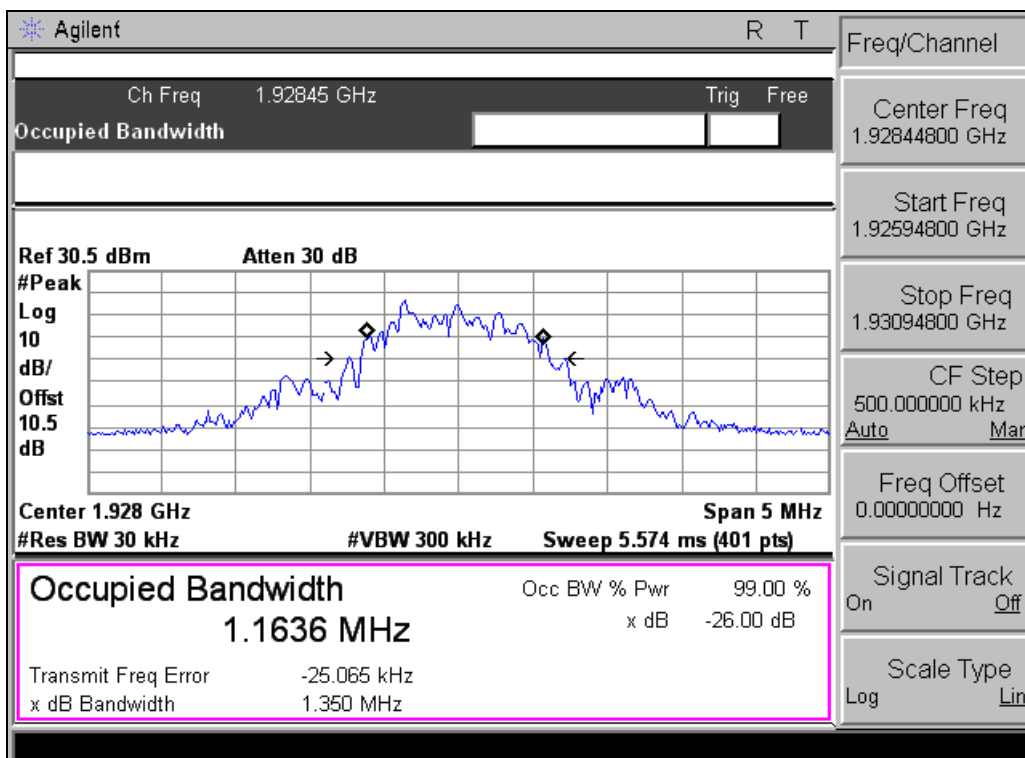 Agilent R T
Freq/Channel
Ch Freq 1.92845 GHz Trig Free
Occupied Bandwidth
Center Freq
1.92844800 GHz
Start Freq
1.92594800 GHz
Ref 30.5 dBm Atten 30 dB
#Peak
Log
10
dB/
Offst
10.5
dB
Stop Freq
1.93094800 GHz
CF Step
500.000000 kHz
Auto Man
Center 1.928 GHz Span 5 MHz
#Res BW 30 kHz #VBW 300 kHz Sweep 5.574 ms (401 pts)
Freq Offset
0.00000000 Hz
Occupied Bandwidth Occ BW % Pwr 99.00 %
1.1636 MHz x dB -26.00 dB
Transmit Freq Error -25.065 kHz
x dB Bandwidth 1.350 MHz
Signal Track
On Off
Scale Type
Log Lin